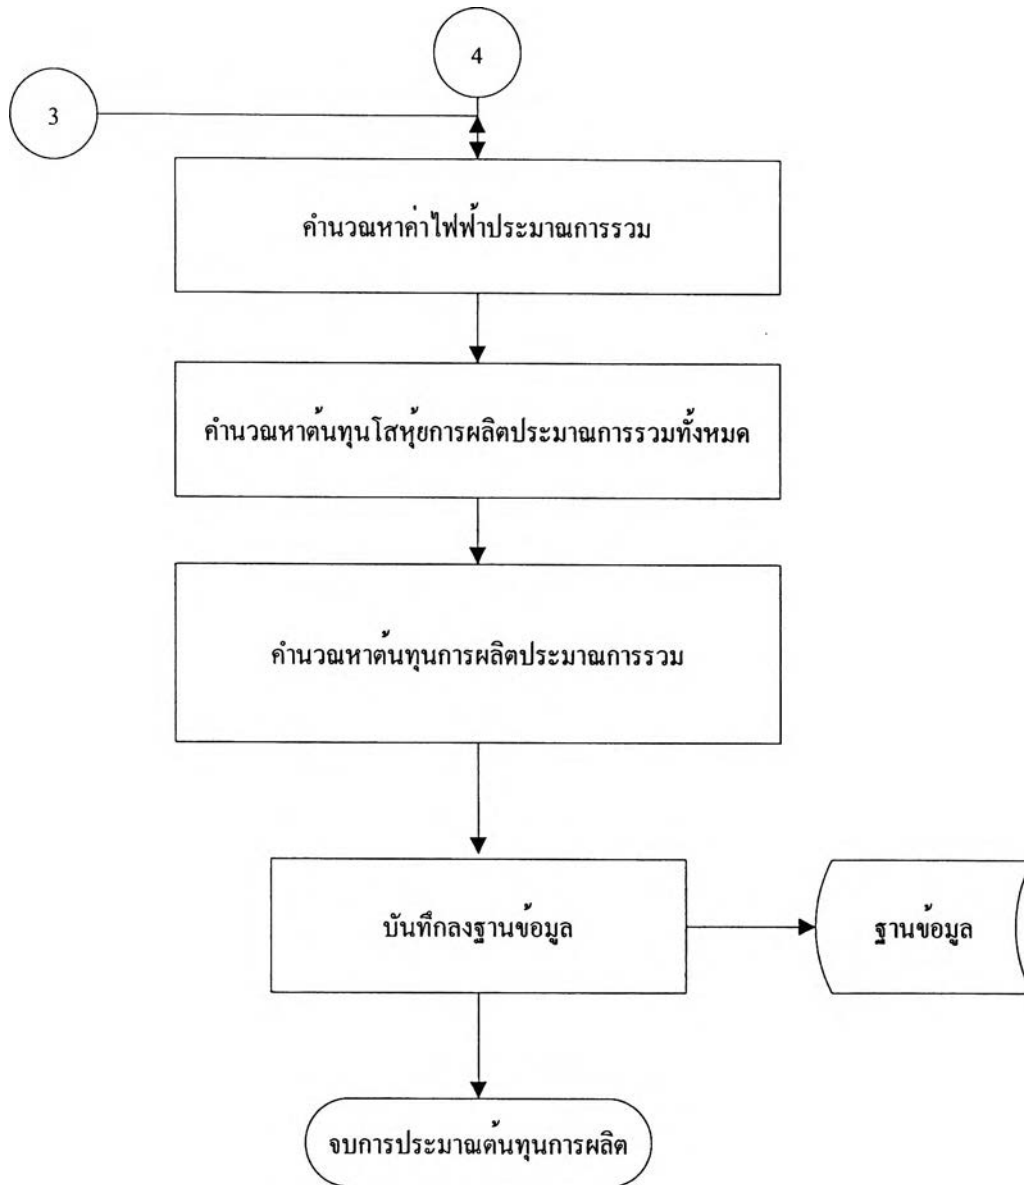 4
3
คำนวณหาค่าไฟฟ้าประมาณการรวม
คำนวณหาต้นทุนโสหุ้ยการผลิตประมาณการรวมทั้งหมด
คำนวณหาต้นทุนการผลิตประมาณการรวม
บันทึกลงฐานข้อมูล
ฐานข้อมูล
จบการประมาณต้นทุนการผลิต